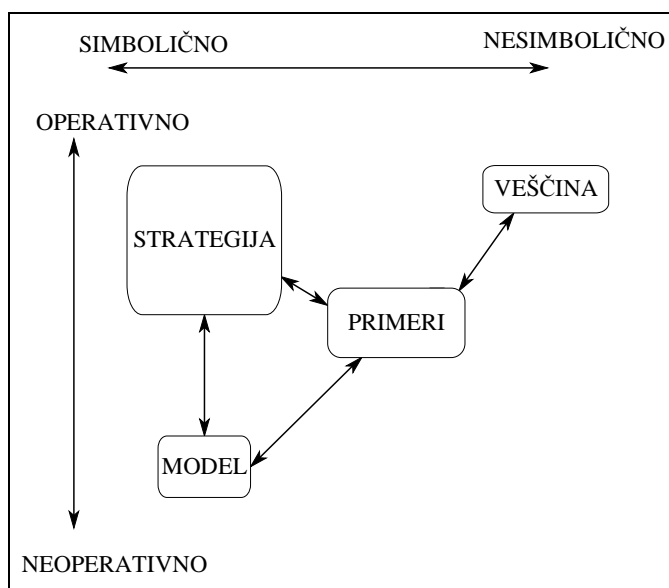 SIMBOLIČNO
NESIMBOLIČNO
OPERATIVNO
VEŠČINA
STRATEGIJA
PRIMERI
MODEL
NEOPERATIVNO